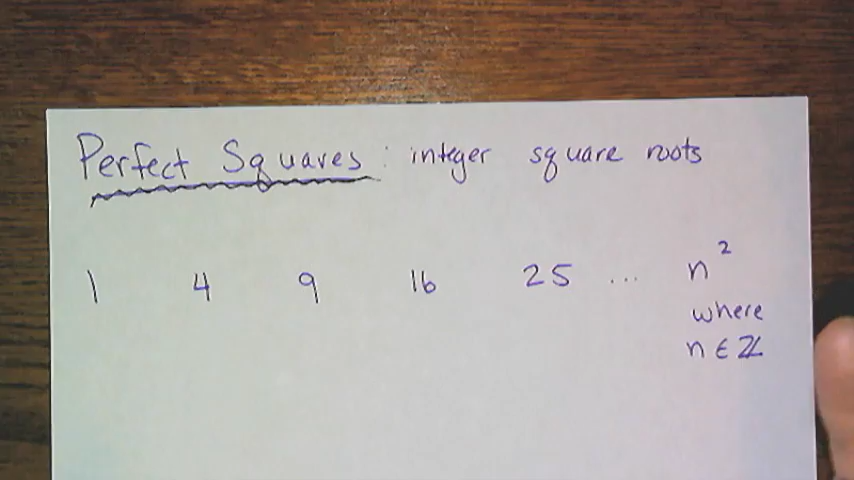 Perfect Squares: integer square roots
1 4 9 16 25 ... n²
where
n ∈ ℤ